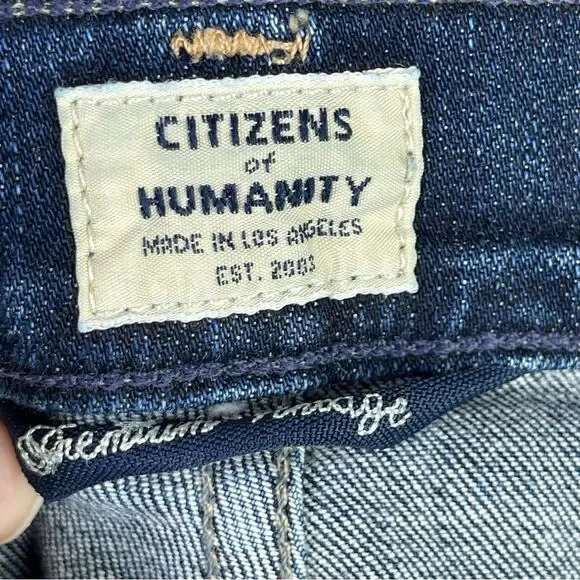 CITIZENS
of
HUMANITY
MADE IN LOS ANGELES
EST. 2003
Premium Vintage